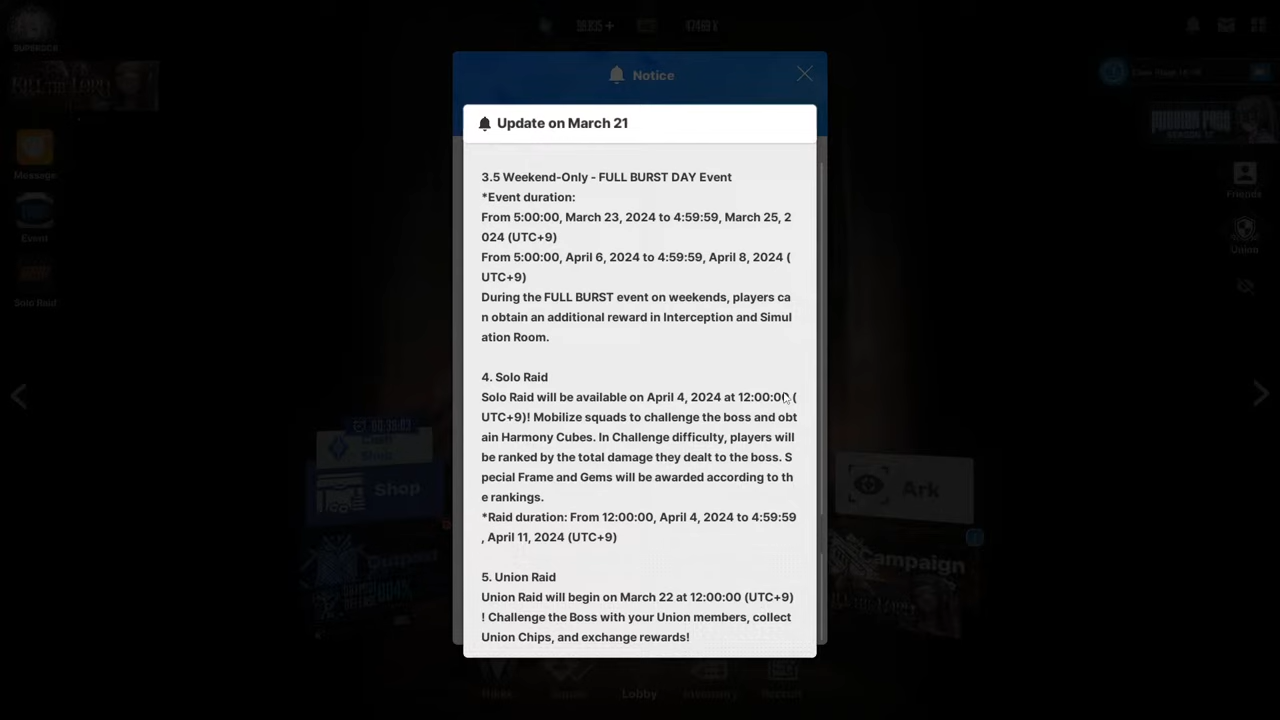 SUPERCH
Notice
Update on March 21
3.5 Weekend-Only - FULL BURST DAY Event
*Event duration:
From 5:00:00, March 23, 2024 to 4:59:59, March 25, 2
024 (UTC+9)
From 5:00:00, April 6, 2024 to 4:59:59, April 8, 2024 (
UTC+9)
During the FULL BURST event on weekends, players ca
n obtain an additional reward in Interception and Simul
ation Room.
4. Solo Raid
Solo Raid will be available on April 4, 2024 at 12:00:00 (
UTC+9)! Mobilize squads to challenge the boss and obt
ain Harmony Cubes. In Challenge difficulty, players will
be ranked by the total damage they dealt to the boss. S
pecial Frame and Gems will be awarded according to th
e rankings.
*Raid duration: From 12:00:00, April 4, 2024 to 4:59:59
, April 11, 2024 (UTC+9)
5. Union Raid
Union Raid will begin on March 22 at 12:00:00 (UTC+9)
! Challenge the Boss with your Union members, collect
Union Chips, and exchange rewards!
Message
Event
Solo Raid
Friends
Union
Cash
Shop
Shop
Ark
Outpost
Campaign
Lobby